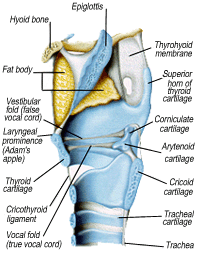 Epiglottis
Hyoid bone
Fat body
Vestibular
fold (false
vocal cord)
Laryngeal
prominence
(Adam's
apple)
Thyroid
cartilage
Cricothyroid
ligament
Vocal fold
(true vocal cord)
Thyrohyoid
membrane
Superior
horn of
thyroid
cartilage
Corniculate
cartilage
Arytenoid
cartilage
Cricoid
cartilage
Tracheal
cartilage
Trachea